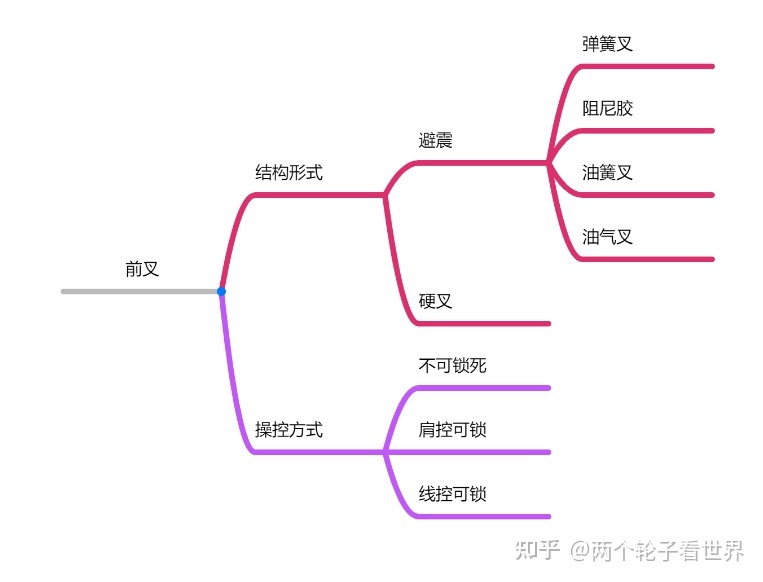 弹簧叉
阻尼胶
避震
结构形式
油簧叉
油气叉
前叉
硬叉
不可锁死
操控方式
肩控可锁
线控可锁
知乎 @两个轮子看世界